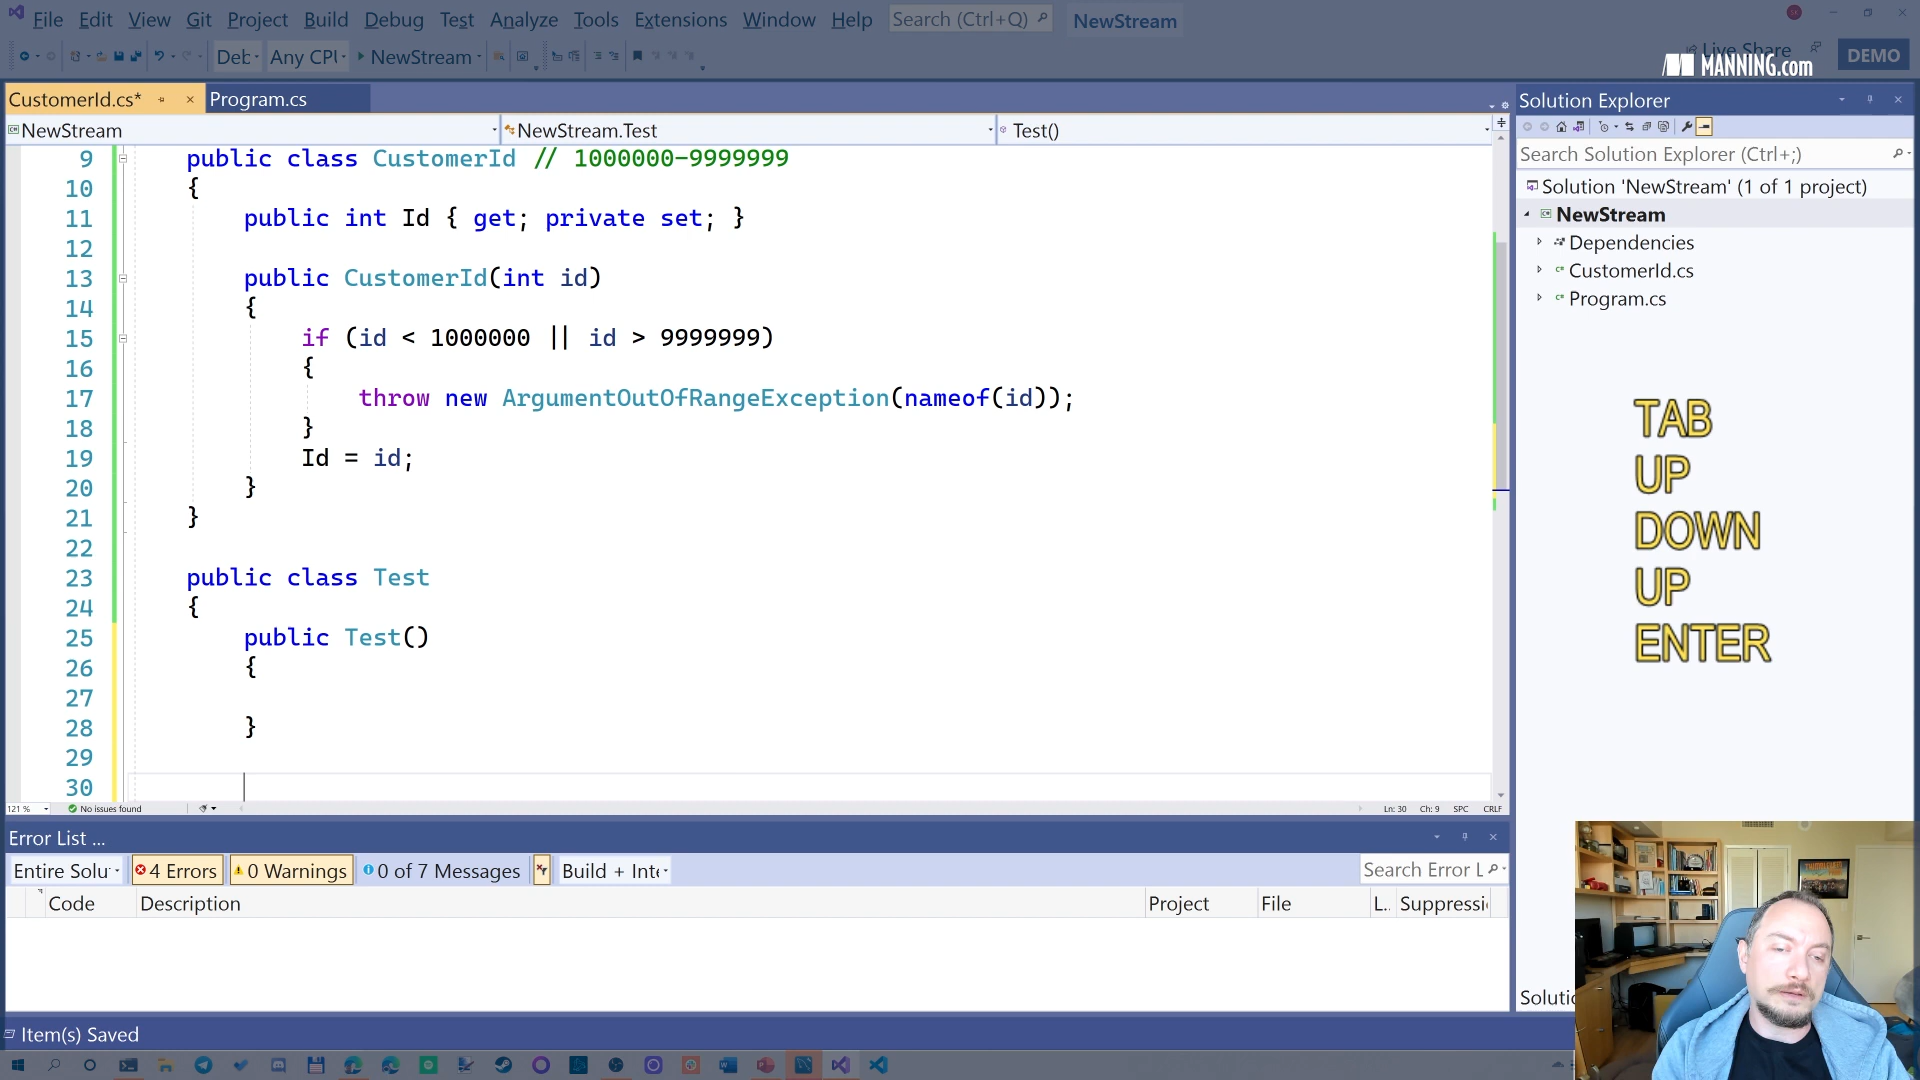 File Edit View Git Project Build Debug Test Analyze Tools Extensions Window Help Search (Ctrl+Q) NewStream
Deb Any CPU NewStream Live Share DEMO
MANNING.com
CustomerId.cs* Program.cs
NewStream NewStream.Test Test()
9 public class CustomerId // 1000000-9999999
10 {
11 public int Id { get; private set; }
12
13 public CustomerId(int id)
14 {
15 if (id < 1000000 || id > 9999999)
16 {
17 throw new ArgumentOutOfRangeException(nameof(id));
18 }
19 Id = id;
20 }
21 }
22
23 public class Test
24 {
25 public Test()
26 {
27
28 }
29
30
121 % No issues found Ln: 30 Ch: 9 SPC CRLF
Error List ...
Entire Solu 4 Errors 0 Warnings 0 of 7 Messages Build + Inte Search Error L
Code Description Project File L.. Suppressi
Item(s) Saved
Solution Explorer
Search Solution Explorer (Ctrl+;)
Solution 'NewStream' (1 of 1 project)
NewStream
Dependencies
CustomerId.cs
Program.cs
TAB
UP
DOWN
UP
ENTER
Solutio